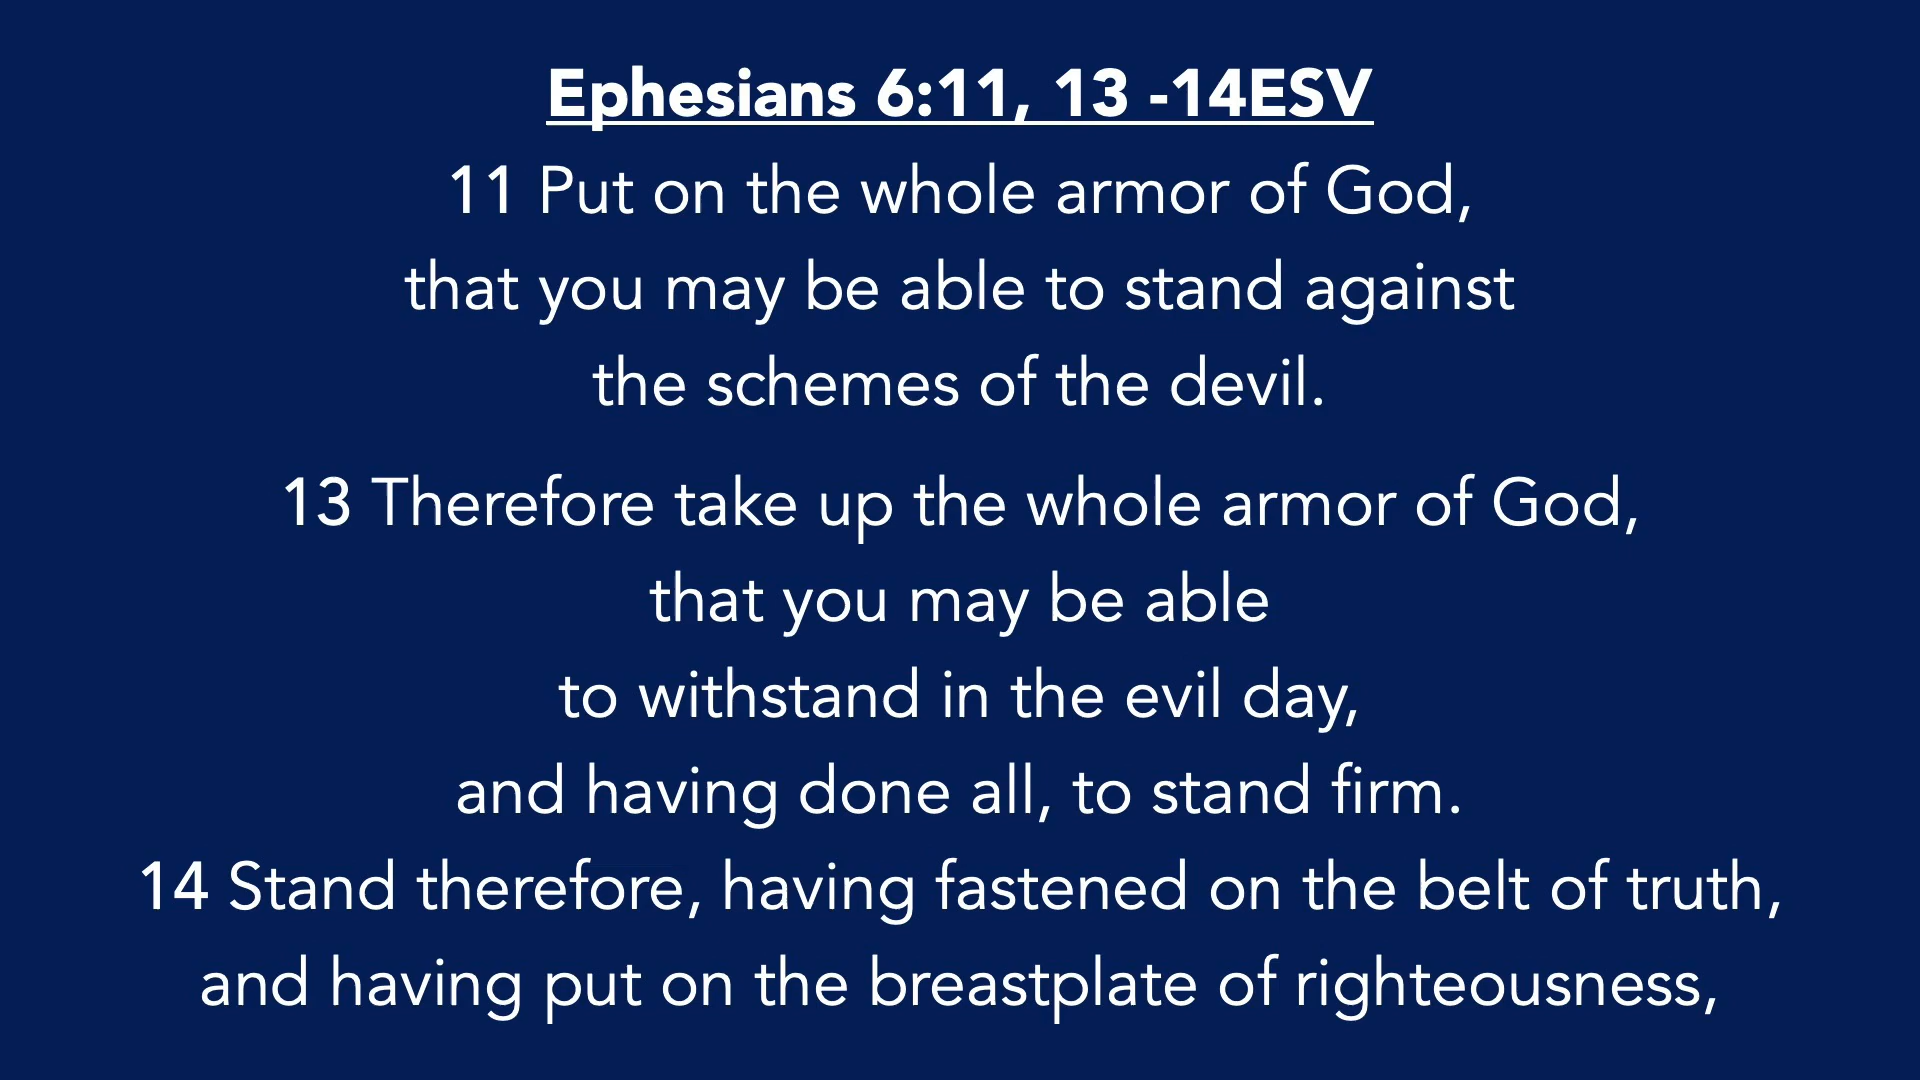 Ephesians 6:11, 13 -14ESV
11 Put on the whole armor of God,
that you may be able to stand against
the schemes of the devil.
13 Therefore take up the whole armor of God,
that you may be able
to withstand in the evil day,
and having done all, to stand firm.
14 Stand therefore, having fastened on the belt of truth,
and having put on the breastplate of righteousness,